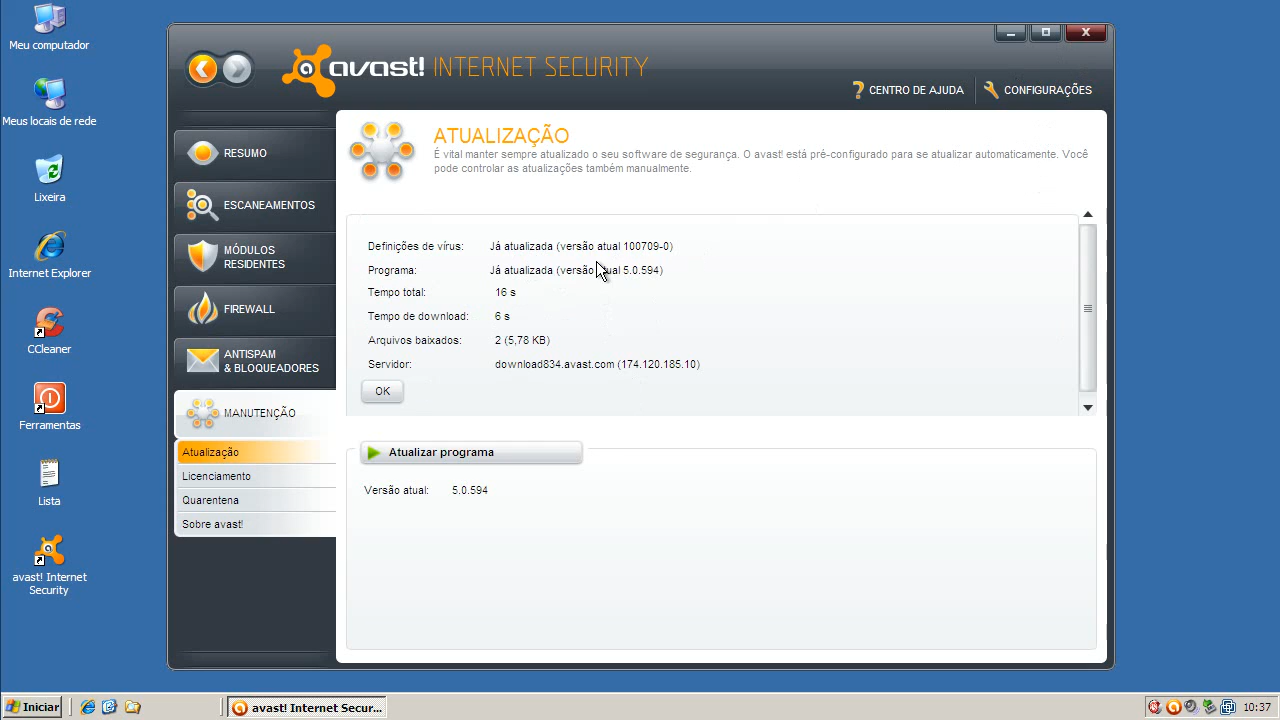 Meu computador
Meus locais de rede
Lixeira
Internet Explorer
CCleaner
Ferramentas
Lista
avast! Internet
Security
avast! INTERNET SECURITY
CENTRO DE AJUDA
CONFIGURAÇÕES
RESUMO
ESCANEAMENTOS
MÓDULOS
RESIDENTES
FIREWALL
ANTISPAM
& BLOQUEADORES
MANUTENÇÃO
Atualização
Licenciamento
Quarentena
Sobre avast!
ATUALIZAÇÃO
É vital manter sempre atualizado o seu software de segurança. O avast! está pré-configurado para se atualizar automaticamente. Você
pode controlar as atualizações também manualmente.
Definições de vírus: Já atualizada (versão atual 100709-0)
Programa: Já atualizada (versão atual 5.0.594)
Tempo total: 16 s
Tempo de download: 6 s
Arquivos baixados: 2 (5,78 KB)
Servidor: download834.avast.com (174.120.185.10)
OK
Atualizar programa
Versão atual: 5.0.594
Iniciar
avast! Internet Secur...
10:37